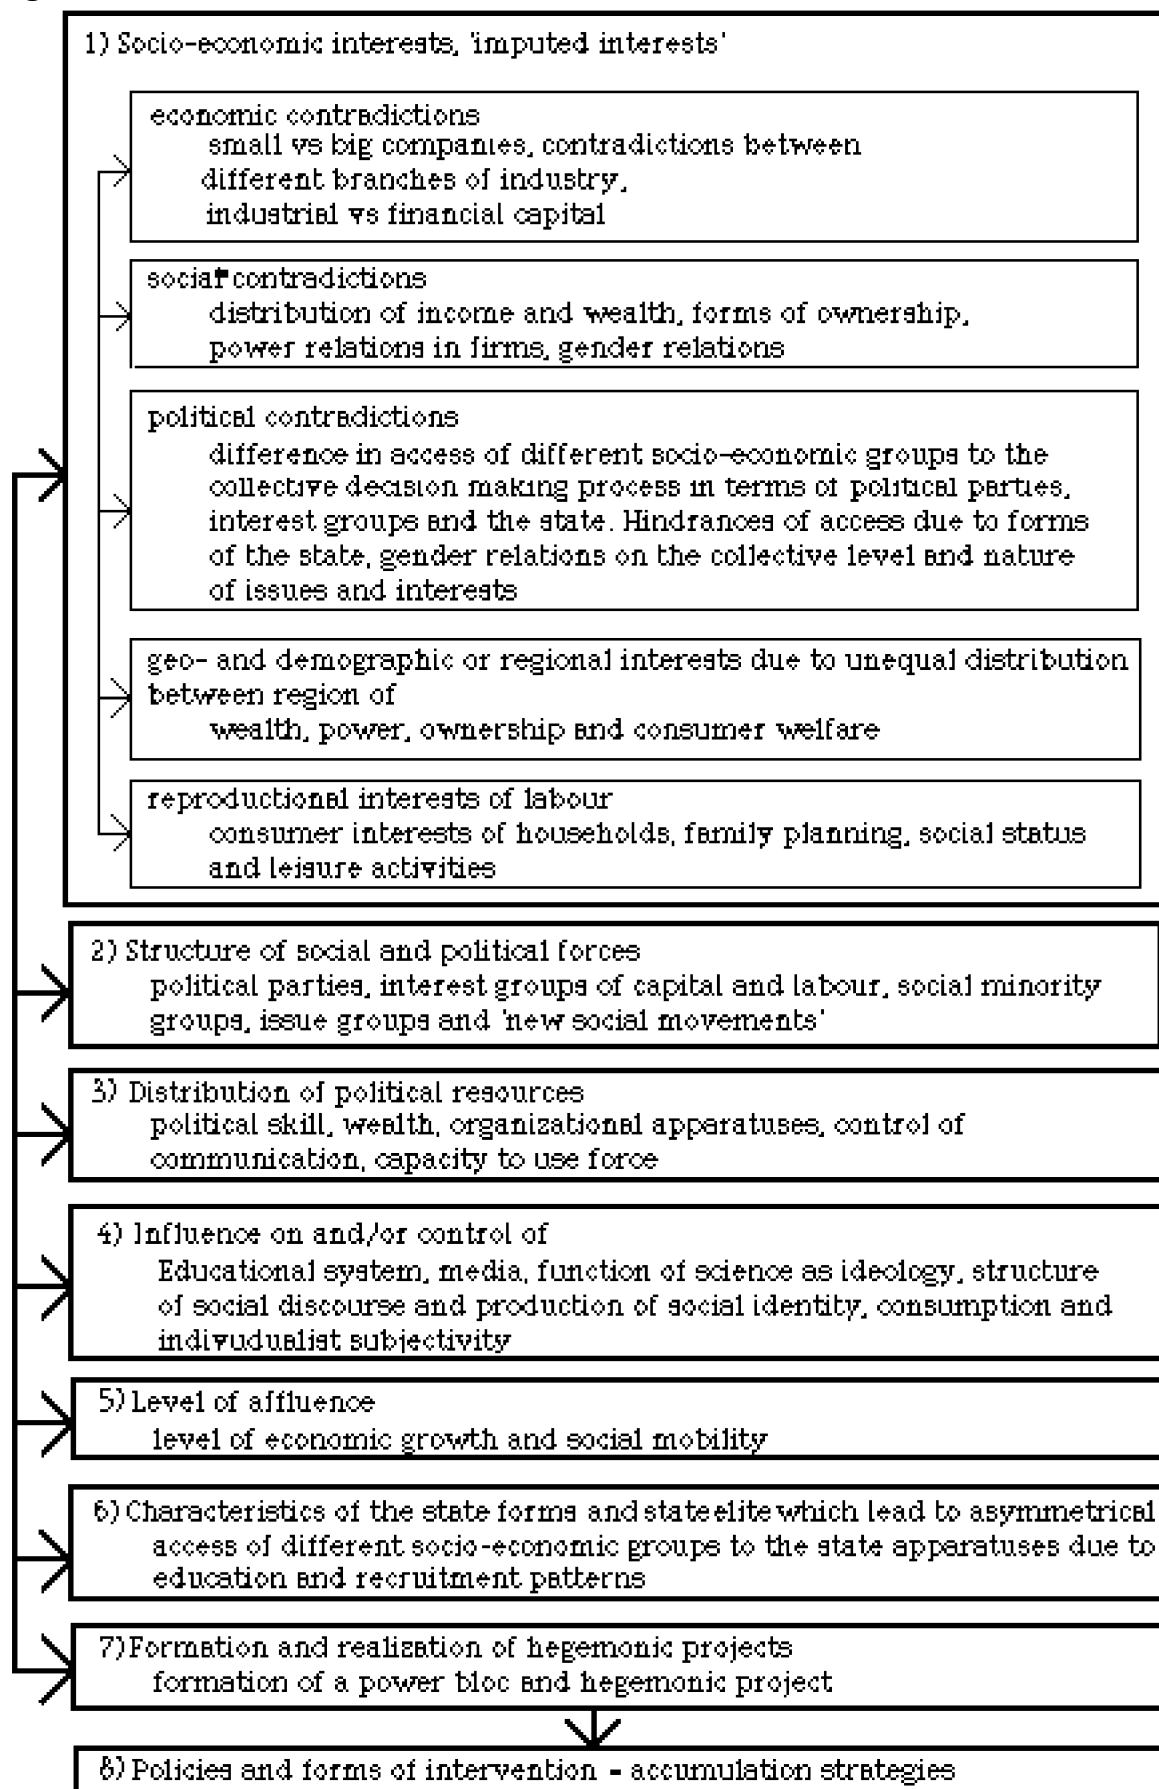 1) Socio-economic interests, 'imputed interests'
economic contradictions
small vs big companies, contradictions between
different branches of industry,
industrial vs financial capital
social contradictions
distribution of income and wealth, forms of ownership,
power relations in firms, gender relations
political contradictions
difference in access of different socio-economic groups to the
collective decision making process in terms of political parties,
interest groups and the state. Hindrances of access due to forms
of the state, gender relations on the collective level and nature
of issues and interests
geo- and demographic or regional interests due to unequal distribution
between region of
wealth, power, ownership and consumer welfare
reproductional interests of labour
consumer interests of households, family planning, social status
and leisure activities
2) Structure of social and political forces
political parties, interest groups of capital and labour, social minority
groups, issue groups and 'new social movements'
3) Distribution of political resources
political skill, wealth, organizational apparatuses, control of
communication, capacity to use force
4) Influence on and/or control of
Educational system, media, function of science as ideology, structure
of social discourse and production of social identity, consumption and
indivudualist subjectivity
5) Level of affluence
level of economic growth and social mobility
6) Characteristics of the state forms and state elite which lead to asymmetrical
access of different socio-economic groups to the state apparatuses due to
education and recruitment patterns
7) Formation and realization of hegemonic projects
formation of a power bloc and hegemonic project
8) Policies and forms of intervention - accumulation strategies